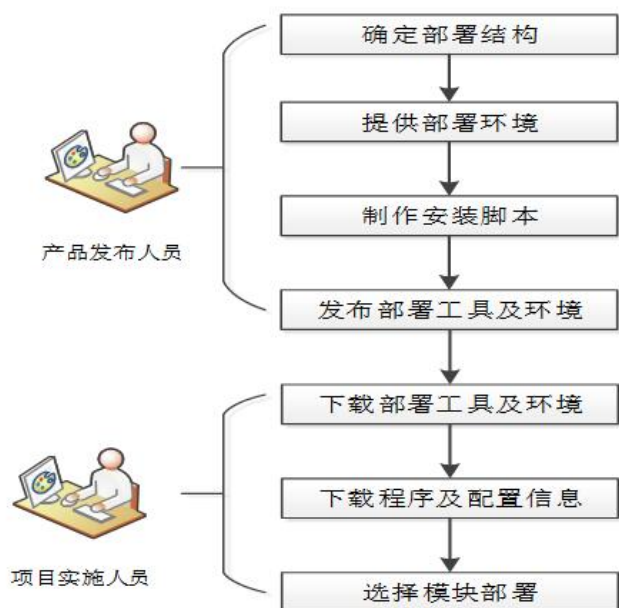 确定部署结构
提供部署环境
制作安装脚本
产品发布人员
发布部署工具及环境
下载部署工具及环境
下载程序及配置信息
项目实施人员
选择模块部署